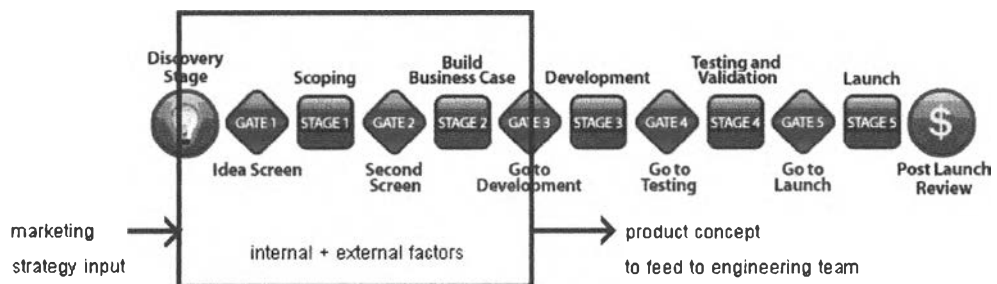 Discovery
Stage
Scoping
Build
Business Case
Development
Testing and
Validation
Launch
GATE 1
STAGE 1
GATE 2
STAGE 2
GATE 3
STAGE 3
GATE 4
STAGE 4
GATE 5
STAGE 5
$
Idea Screen
Second
Screen
Go to
Development
Go to
Testing
Go to
Launch
Post Launch
Review
marketing
strategy input
internal + external factors
product concept
to feed to engineering team